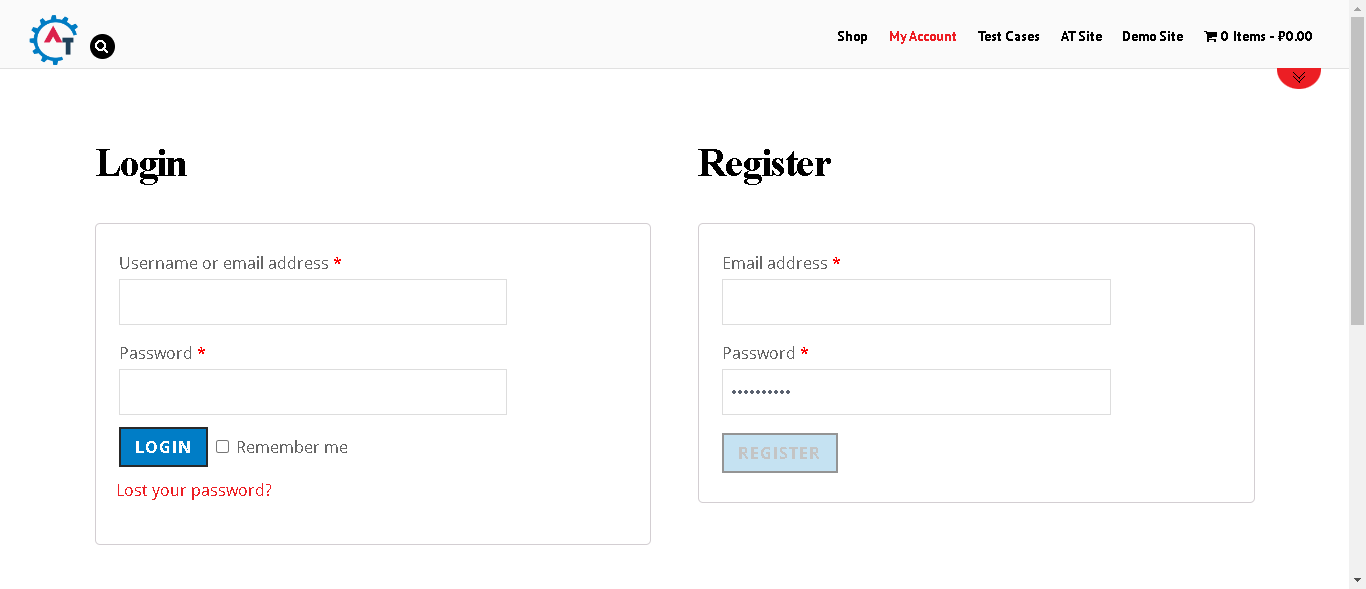 AT
Shop My Account Test Cases AT Site Demo Site 0 Items - ₽0.00
Login
Username or email address *
Password *
LOGIN Remember me
Lost your password?
Register
Email address *
Password *
••••••••••
REGISTER